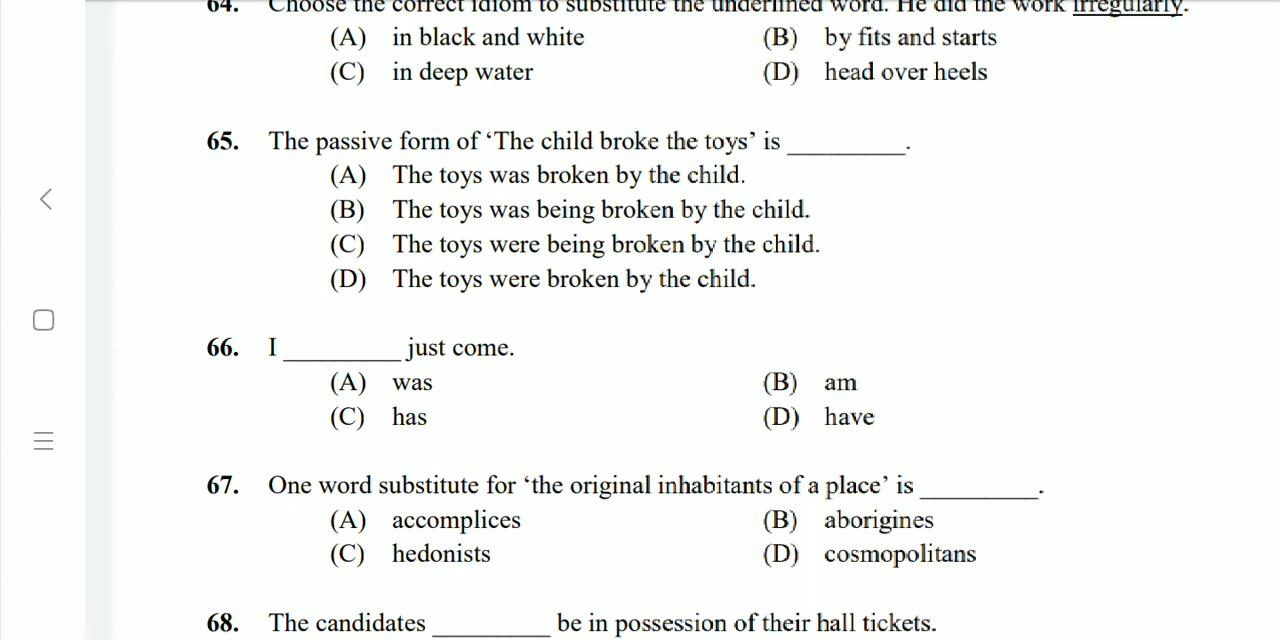 64. Choose the correct idiom to substitute the underlined word. He did the work irregularly.
(A) in black and white (B) by fits and starts
(C) in deep water (D) head over heels
65. The passive form of ‘The child broke the toys’ is _________.
(A) The toys was broken by the child.
(B) The toys was being broken by the child.
(C) The toys were being broken by the child.
(D) The toys were broken by the child.
66. I _________ just come.
(A) was (B) am
(C) has (D) have
67. One word substitute for ‘the original inhabitants of a place’ is _________.
(A) accomplices (B) aborigines
(C) hedonists (D) cosmopolitans
68. The candidates _________ be in possession of their hall tickets.